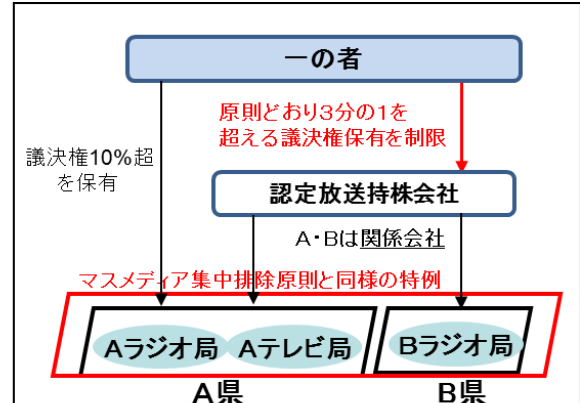 一の者
原則どおり3分の1を
超える議決権保有を制限
議決権10%超
を保有
認定放送持株会社
A・Bは関係会社
マスメディア集中排除原則と同様の特例
Aラジオ局 Aテレビ局 Bラジオ局
A県 B県